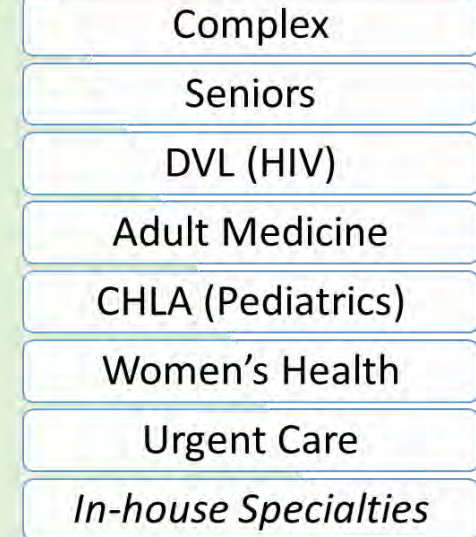 Complex
Seniors
DVL (HIV)
Adult Medicine
CHLA (Pediatrics)
Women’s Health
Urgent Care
In-house Specialties